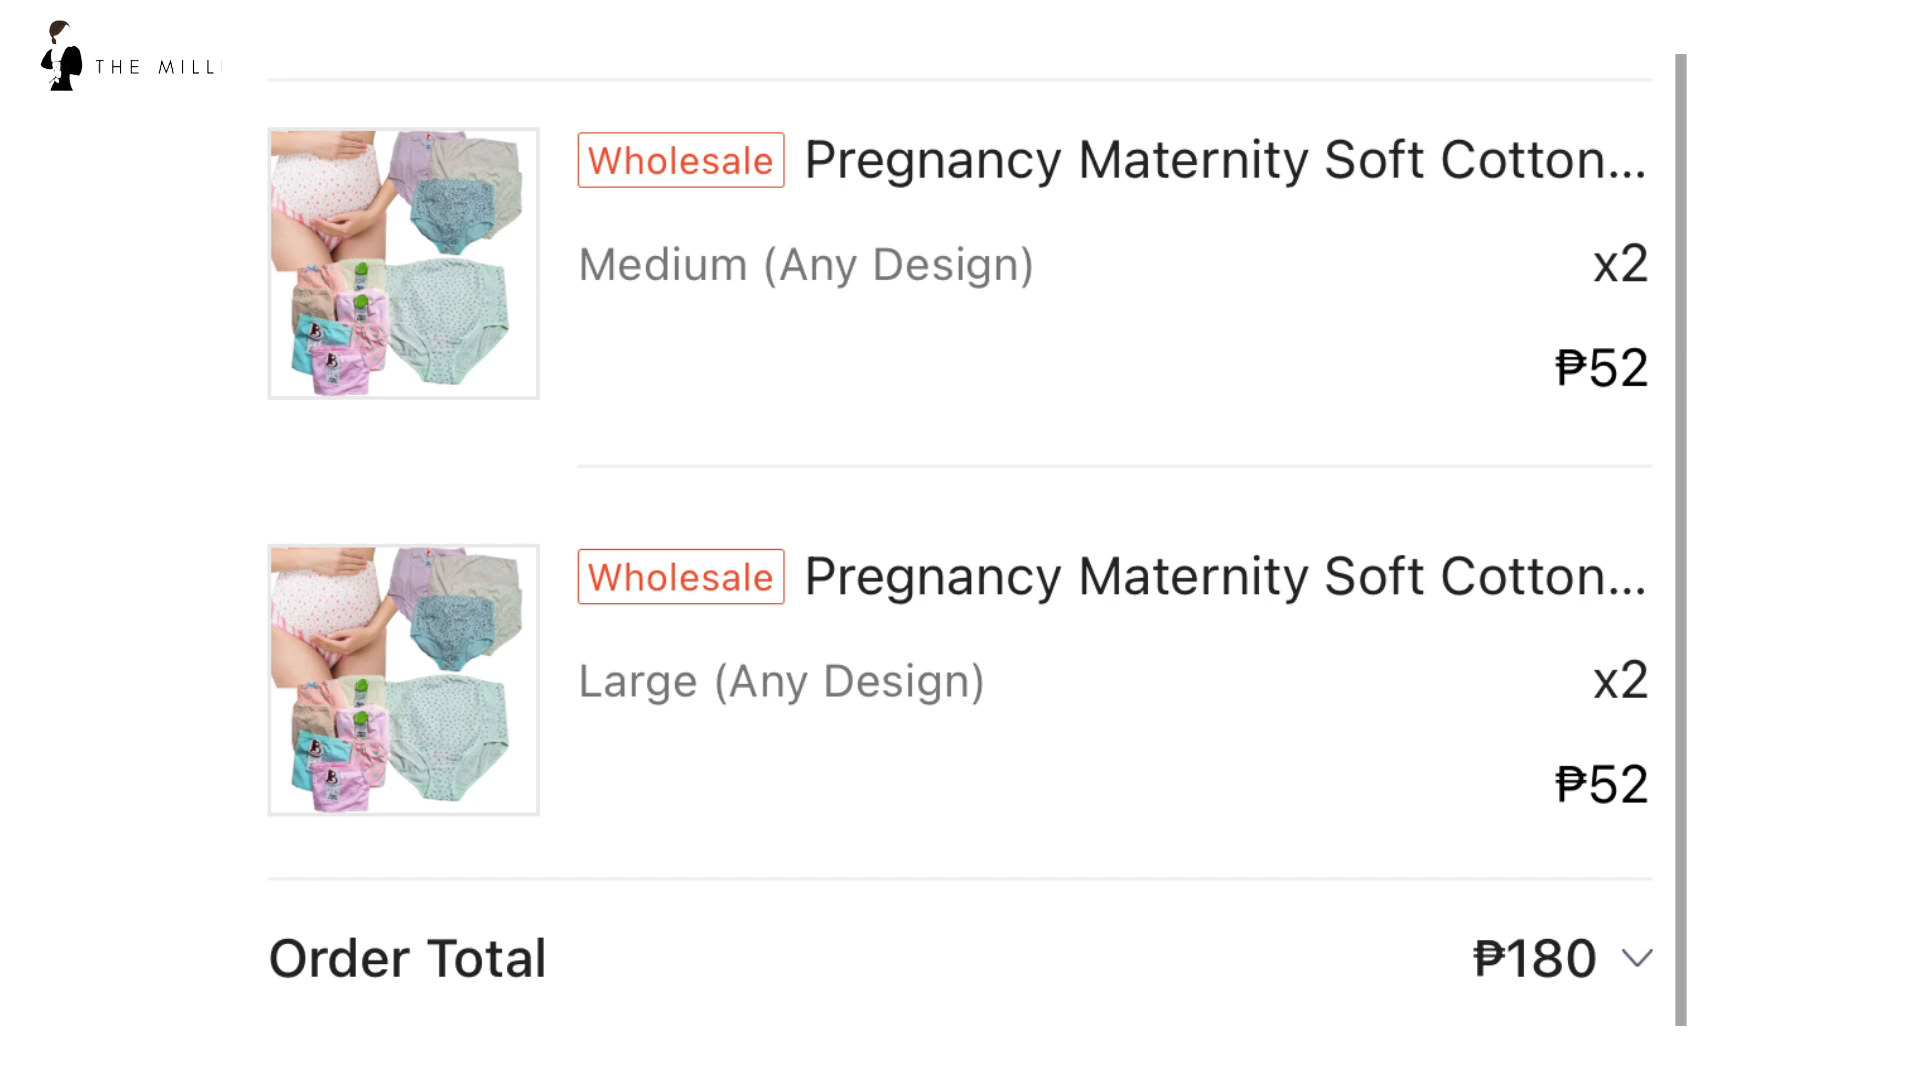 THE MILL
Wholesale Pregnancy Maternity Soft Cotton...
Medium (Any Design) x2
₱52
Wholesale Pregnancy Maternity Soft Cotton...
Large (Any Design) x2
₱52
Order Total ₱180